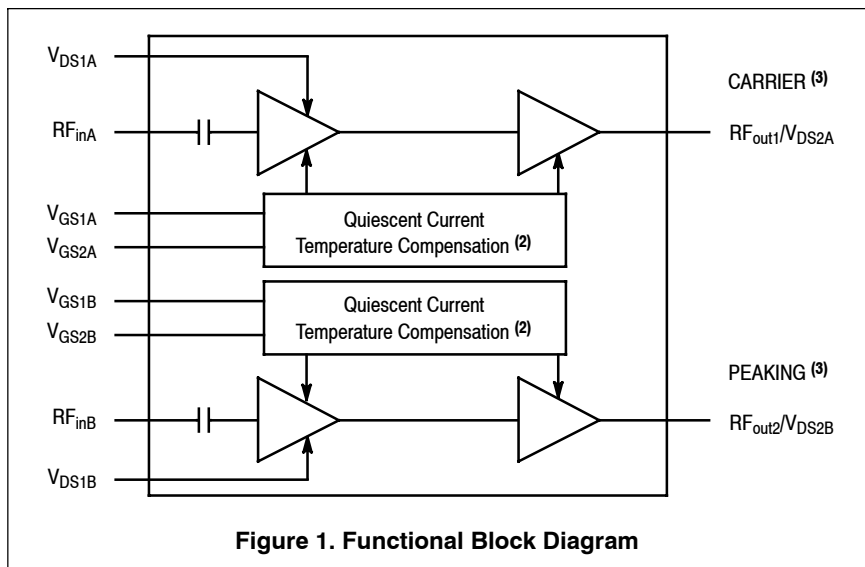 V_DS1A
CARRIER (3)
RF_inA
RF_out1/V_DS2A
V_GS1A
Quiescent Current
V_GS2A
Temperature Compensation (2)
V_GS1B
Quiescent Current
V_GS2B
Temperature Compensation (2)
PEAKING (3)
RF_inB
RF_out2/V_DS2B
V_DS1B
Figure 1. Functional Block Diagram